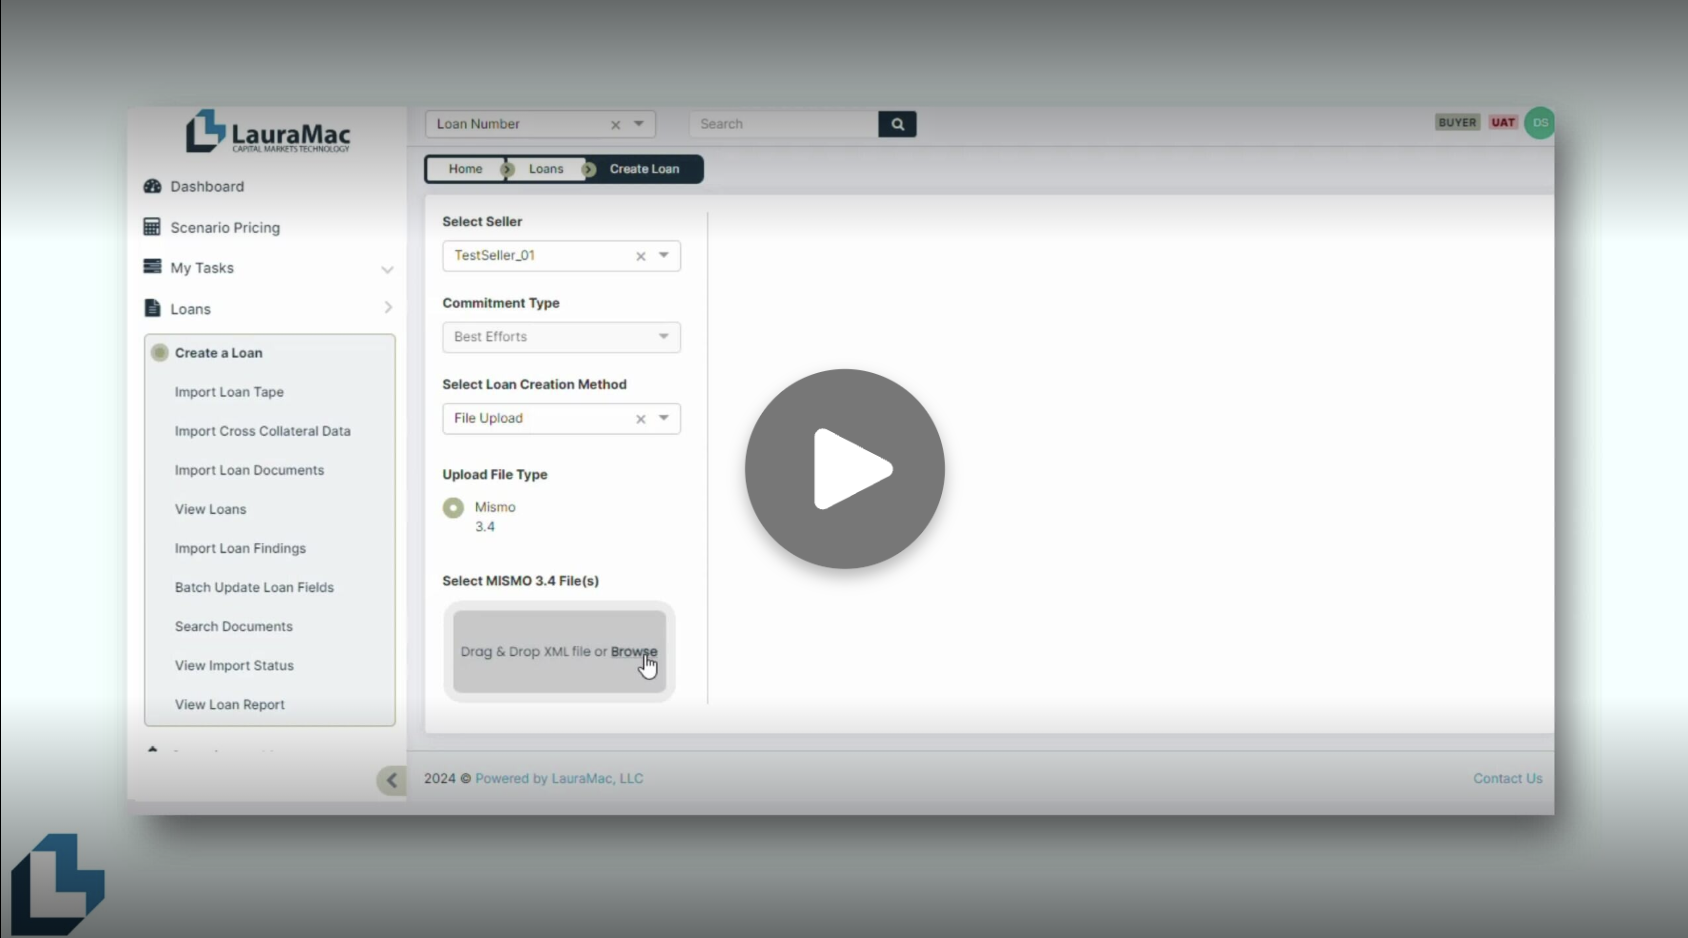 LauraMac
CAPITAL MARKETS TECHNOLOGY
Loan Number
Search
BUYER
UAT
DS
Home
Loans
Create Loan
Dashboard
Scenario Pricing
My Tasks
Loans
Create a Loan
Import Loan Tape
Import Cross Collateral Data
Import Loan Documents
View Loans
Import Loan Findings
Batch Update Loan Fields
Search Documents
View Import Status
View Loan Report
Select Seller
TestSeller_01
Commitment Type
Best Efforts
Select Loan Creation Method
File Upload
Upload File Type
Mismo
3.4
Select MISMO 3.4 File(s)
Drag & Drop XML file or Browse
2024 © Powered by LauraMac, LLC
Contact Us